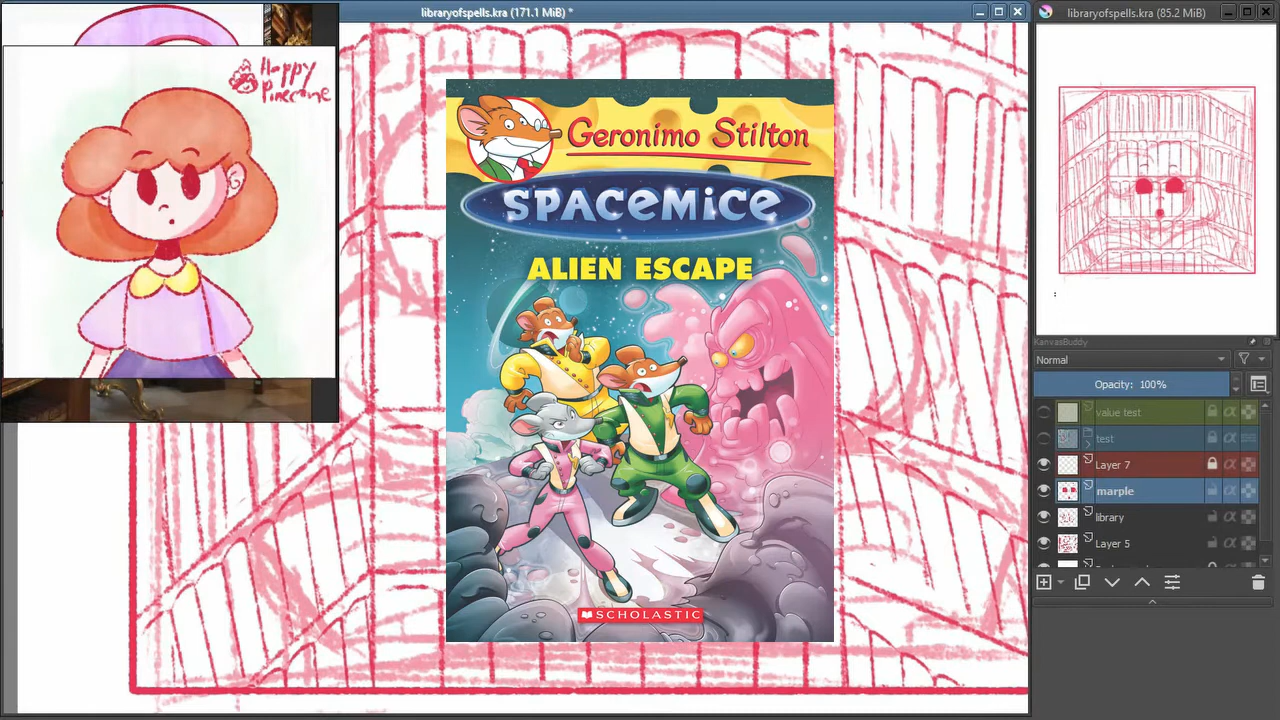 libraryofspells.kra (171.1 MiB) *
libraryofspells.kra (85.2 MiB)
Happy
Pinecone
Geronimo Stilton
SPACEMICE
ALIEN ESCAPE
SCHOLASTIC
KanvasBuddy
Normal
Opacity: 100%
value test
test
Layer 7
marple
library
Layer 5